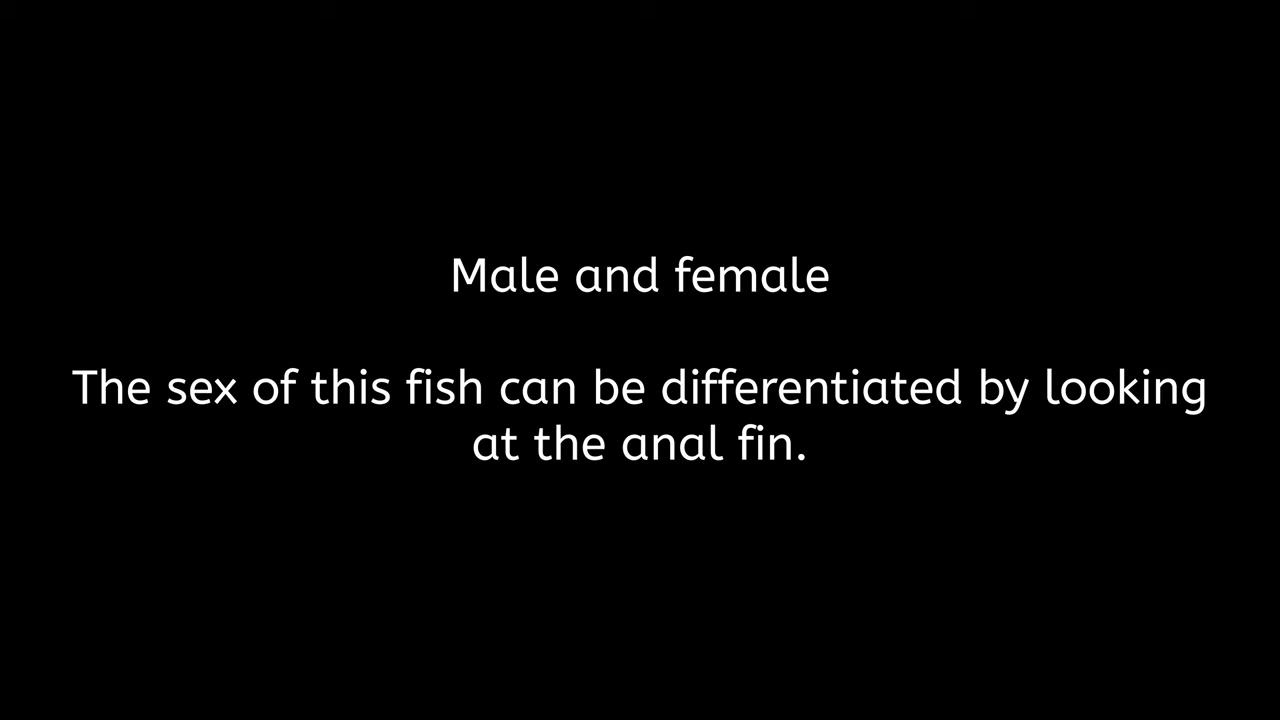 Male and female
The sex of this fish can be differentiated by looking
at the anal fin.